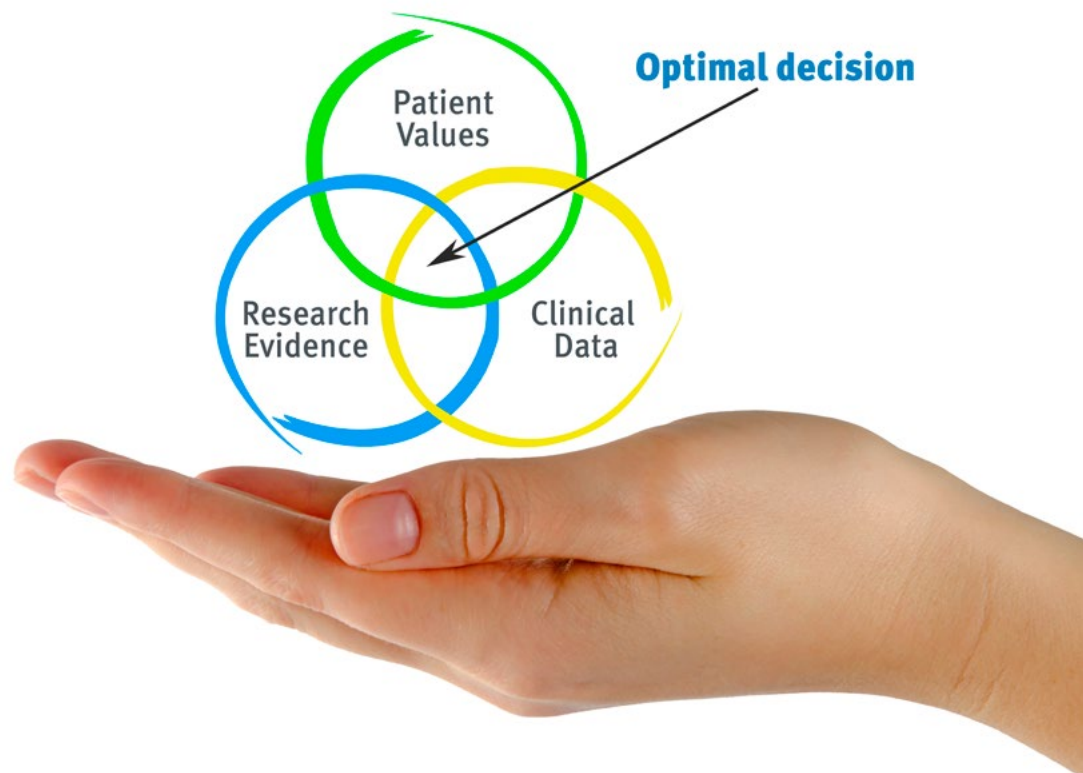 Optimal decision
Patient
Values
Research
Evidence
Clinical
Data